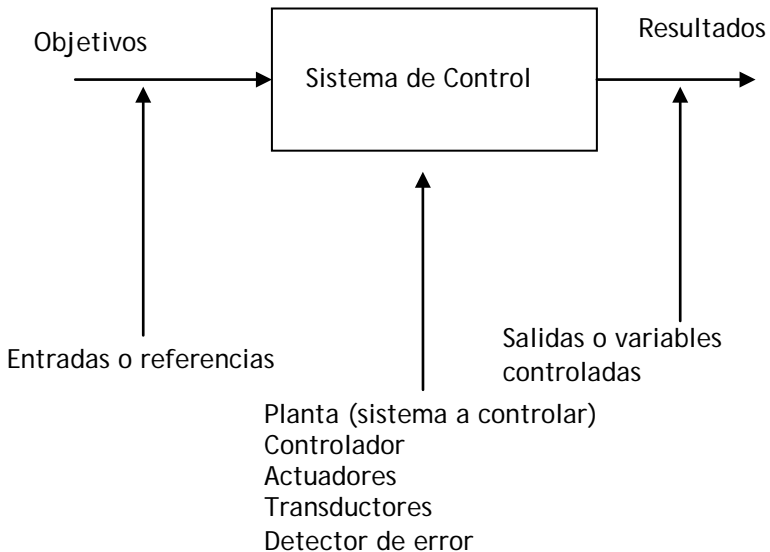 Objetivos
Resultados
Sistema de Control
Entradas o referencias
Salidas o variables
controladas
Planta (sistema a controlar)
Controlador
Actuadores
Transductores
Detector de error